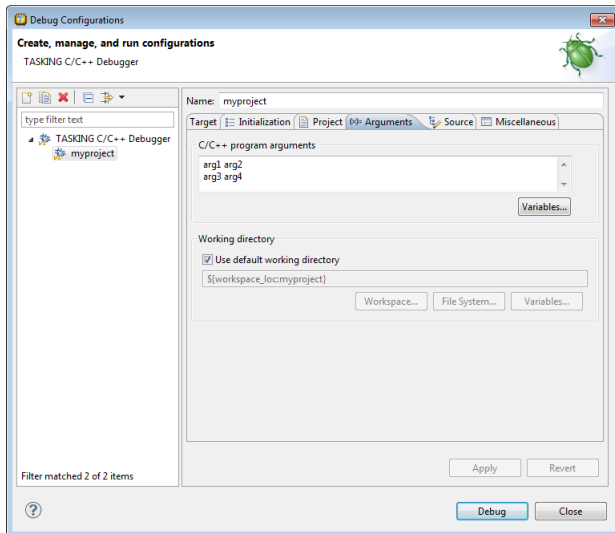 Debug Configurations
Create, manage, and run configurations
TASKING C/C++ Debugger
type filter text
TASKING C/C++ Debugger
myproject
Filter matched 2 of 2 items
Name: myproject
Target Initialization Project (x)= Arguments Source Miscellaneous
C/C++ program arguments
arg1 arg2
arg3 arg4
Variables...
Working directory
Use default working directory
${workspace_loc:myproject}
Workspace... File System... Variables...
Apply Revert
? Debug Close